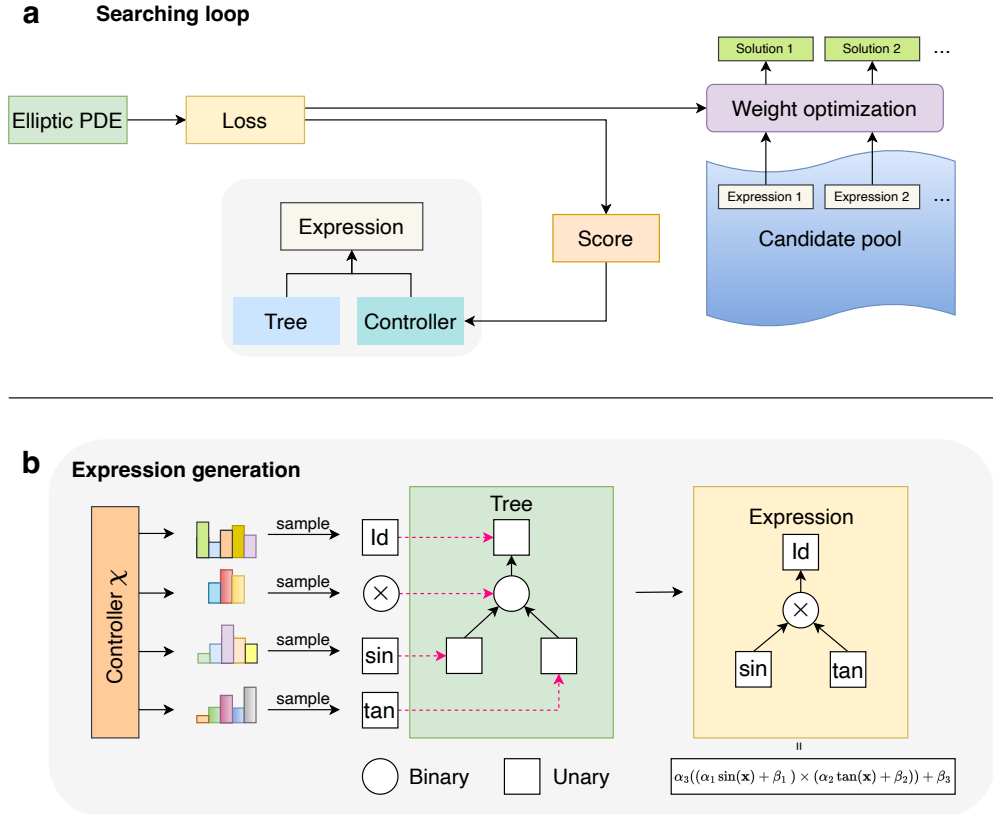 a Searching loop
Solution 1 Solution 2 ...
Elliptic PDE Loss Weight optimization
Expression 1 Expression 2 ...
Expression Score Candidate pool
Tree Controller
b Expression generation
Controller χ
sample Id Tree Expression
Id
sample ×
×
sample sin
sin tan
sample tan
Binary Unary
=
α₃((α₁ sin(𝐱) + β₁) × (α₂ tan(𝐱) + β₂)) + β₃